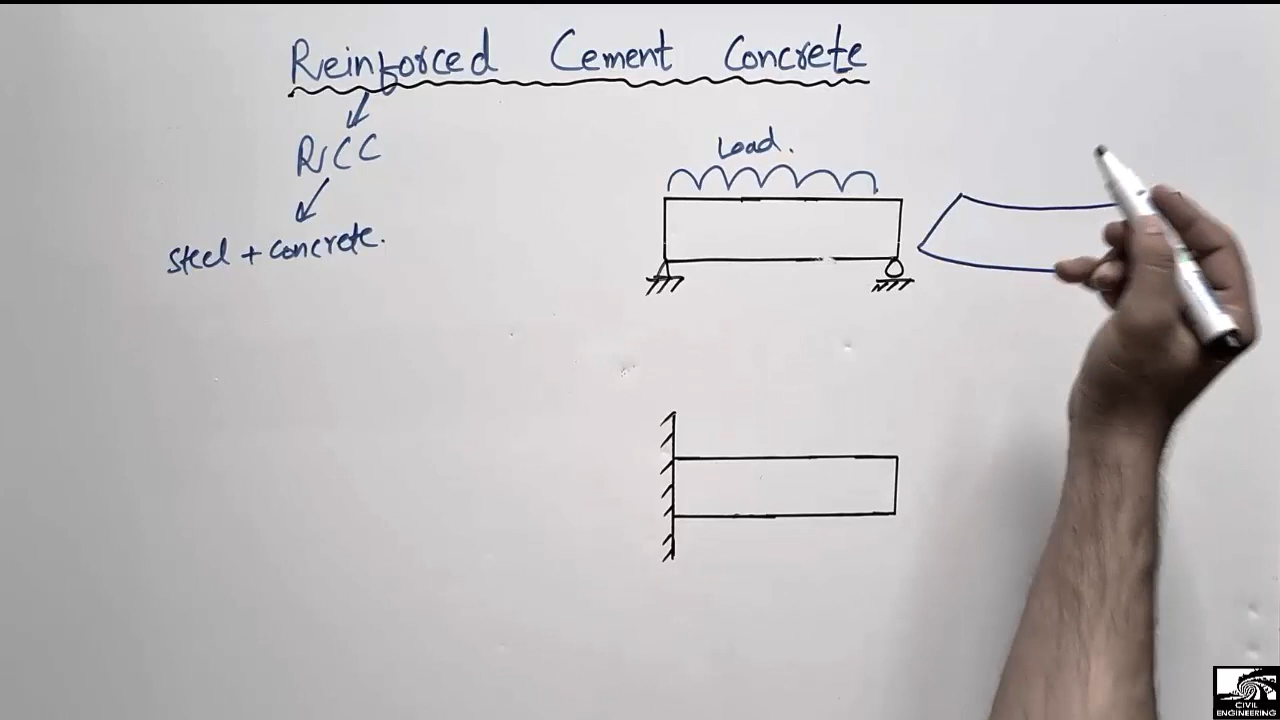 Reinforced Cement Concrete
RCC
steel + concrete.
Load.
CIVIL
ENGINEERING